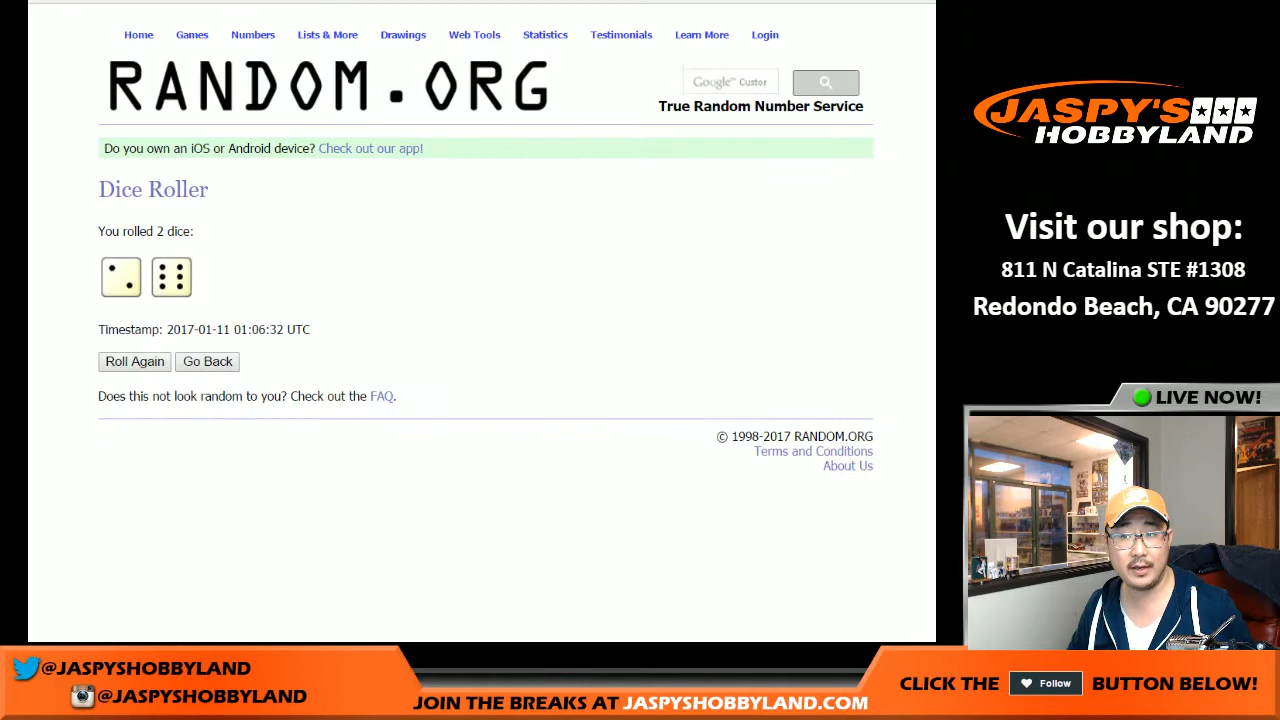 Home Games Numbers Lists & More Drawings Web Tools Statistics Testimonials Learn More Login
RANDOM.ORG
Google™ Custor
True Random Number Service
Do you own an iOS or Android device? Check out our app!
Dice Roller
You rolled 2 dice:
Timestamp: 2017-01-11 01:06:32 UTC
Roll Again Go Back
Does this not look random to you? Check out the FAQ.
© 1998-2017 RANDOM.ORG
Terms and Conditions
About Us
JASPY'S
HOBBYLAND
Visit our shop:
811 N Catalina STE #1308
Redondo Beach, CA 90277
LIVE NOW!
@JASPYSHOBBYLAND
@JASPYSHOBBYLAND
JOIN THE BREAKS AT JASPYSHOBBYLAND.COM
CLICK THE Follow BUTTON BELOW!